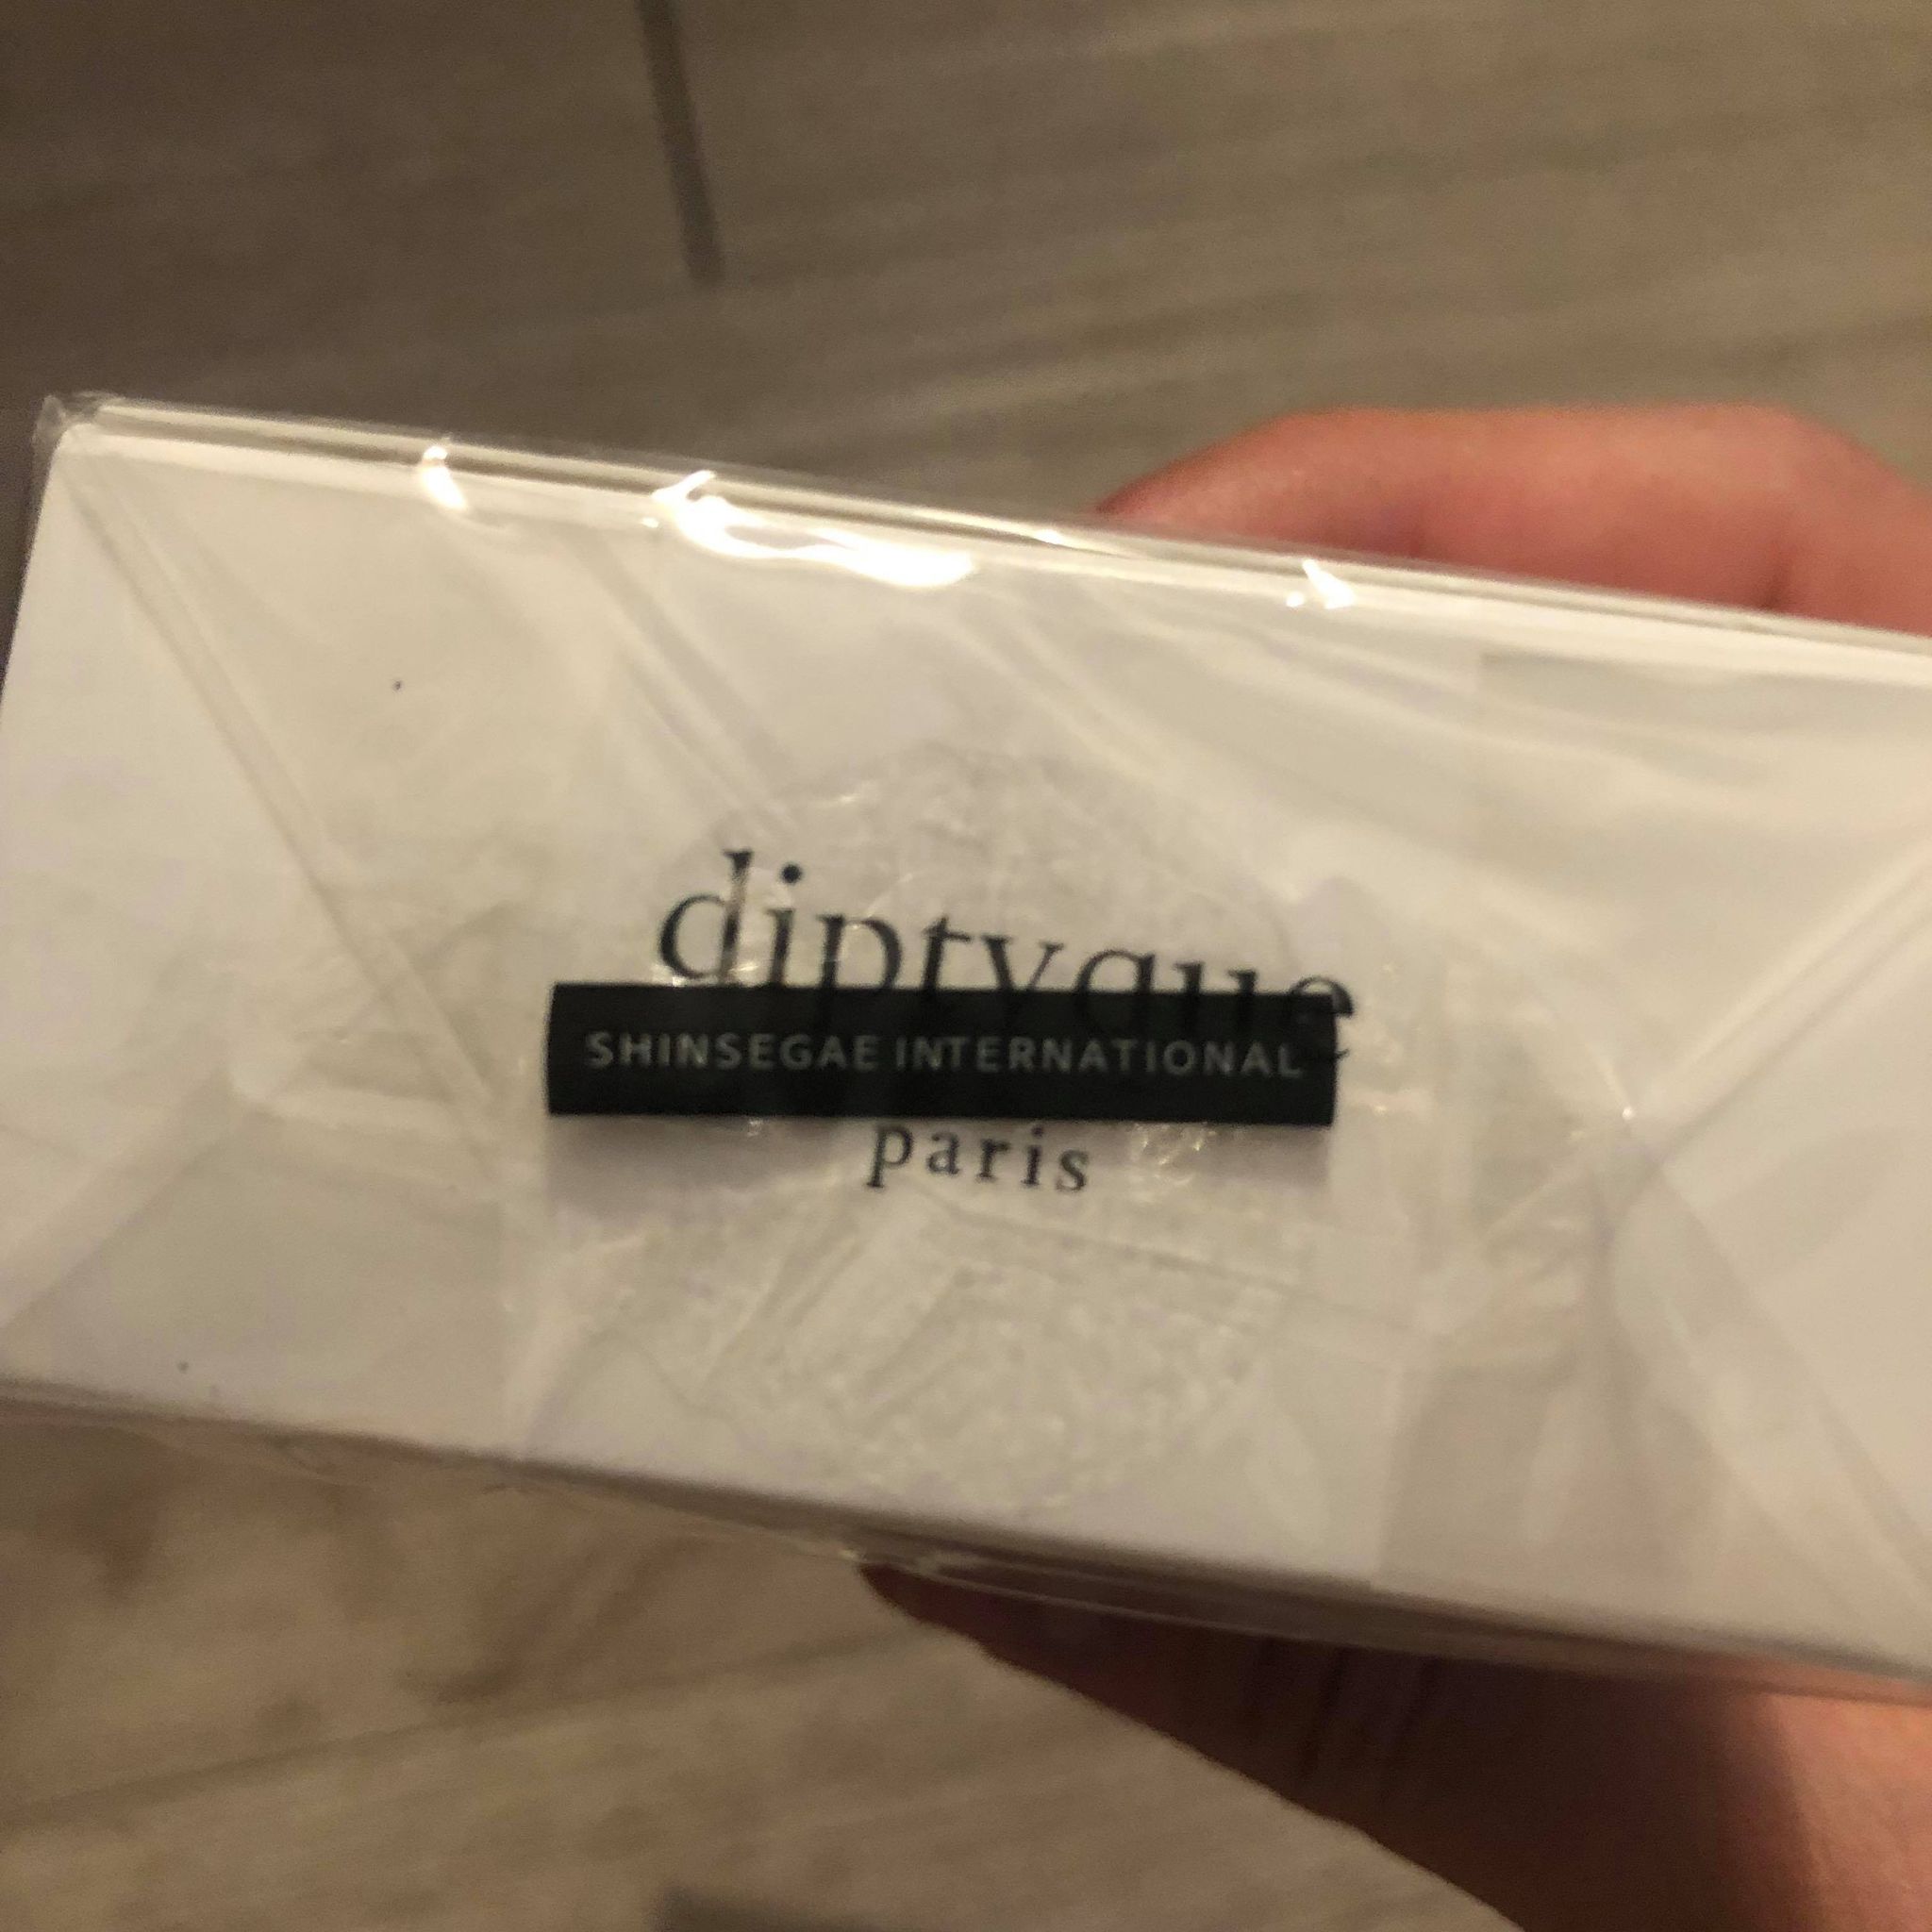 diptyque
SHINSEGAE INTERNATIONAL
paris